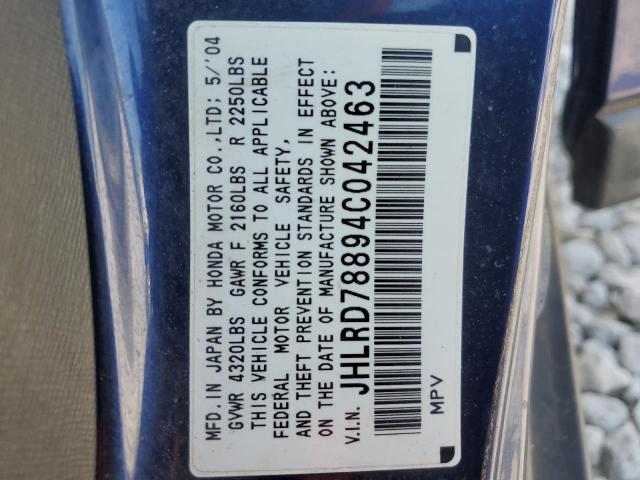 MFD. IN JAPAN BY HONDA MOTOR CO.,LTD; 5/'04
GVWR 4320LBS GAWR F 2160LBS R 2250LBS
THIS VEHICLE CONFORMS TO ALL APPLICABLE
FEDERAL MOTOR VEHICLE SAFETY,
AND THEFT PREVENTION STANDARDS IN EFFECT
ON THE DATE OF MANUFACTURE SHOWN ABOVE:
V.I.N. JHLRD78894C042463
MPV